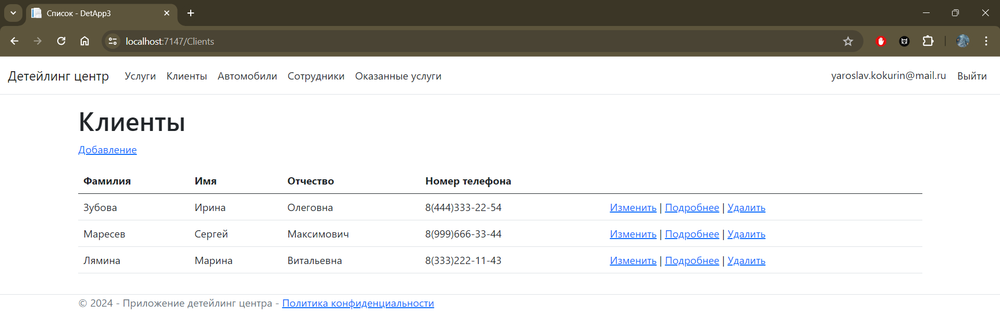 Список - DetApp3
localhost:7147/Clients
Детейлинг центр Услуги Клиенты Автомобили Сотрудники Оказанные услуги yaroslav.kokurin@mail.ru Выйти
Клиенты
Добавление
Фамилия Имя Отчество Номер телефона
Зубова Ирина Олеговна 8(444)333-22-54 Изменить | Подробнее | Удалить
Маресев Сергей Максимович 8(999)666-33-44 Изменить | Подробнее | Удалить
Лямина Марина Витальевна 8(333)222-11-43 Изменить | Подробнее | Удалить
© 2024 - Приложение детейлинг центра - Политика конфиденциальности